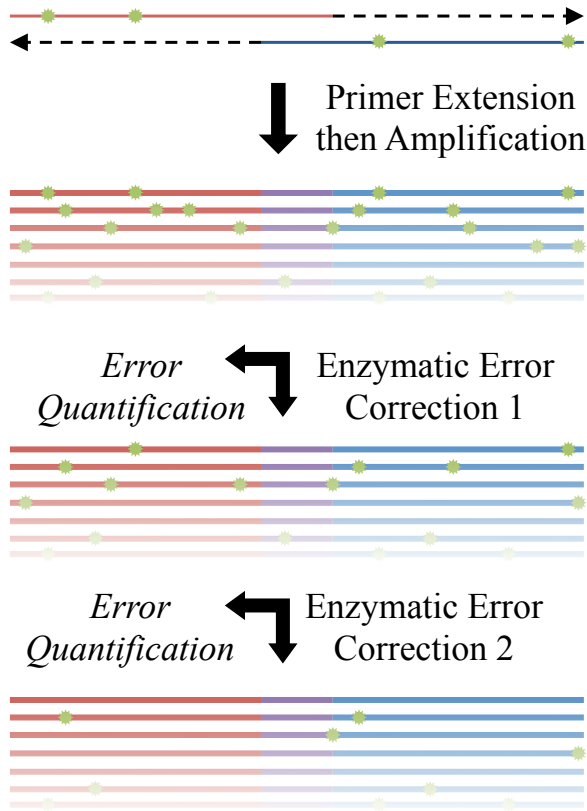 Primer Extension
then Amplification
Error
Quantification
Enzymatic Error
Correction 1
Error
Quantification
Enzymatic Error
Correction 2